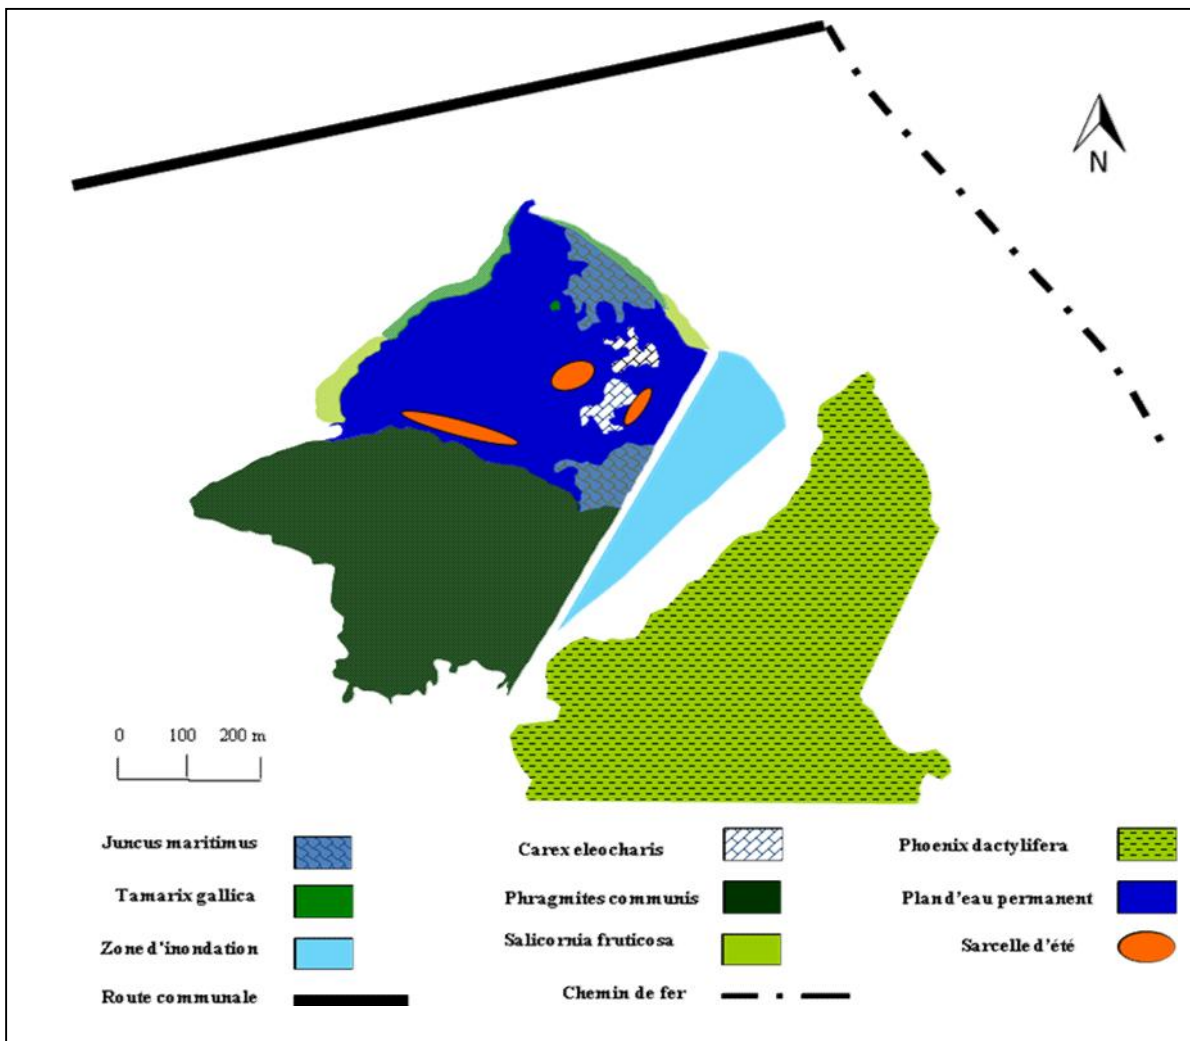 N
0 100 200 m
Juncus maritimus
Carex eleocharis
Phoenix dactylifera
Tamarix gallica
Phragmites communis
Plan d'eau permanent
Zone d'inondation
Salicornia fruticosa
Sarcelle d'été
Route communale
Chemin de fer